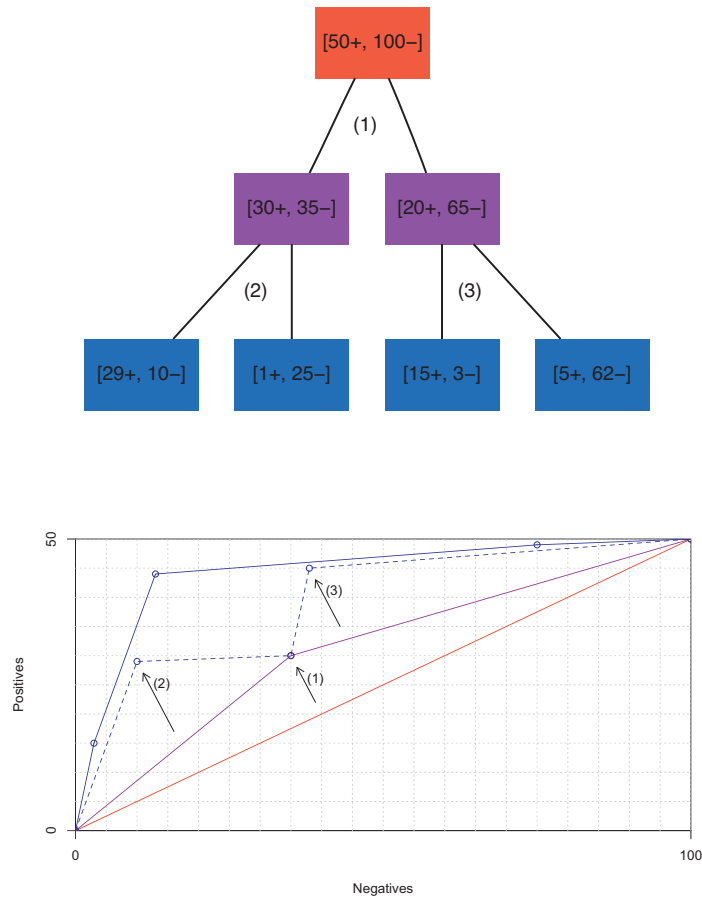 [50+, 100−]
(1)
[30+, 35−] [20+, 65−]
(2) (3)
[29+, 10−] [1+, 25−] [15+, 3−] [5+, 62−]
50
(3)
(2) (1)
Positives
0
0 100
Negatives